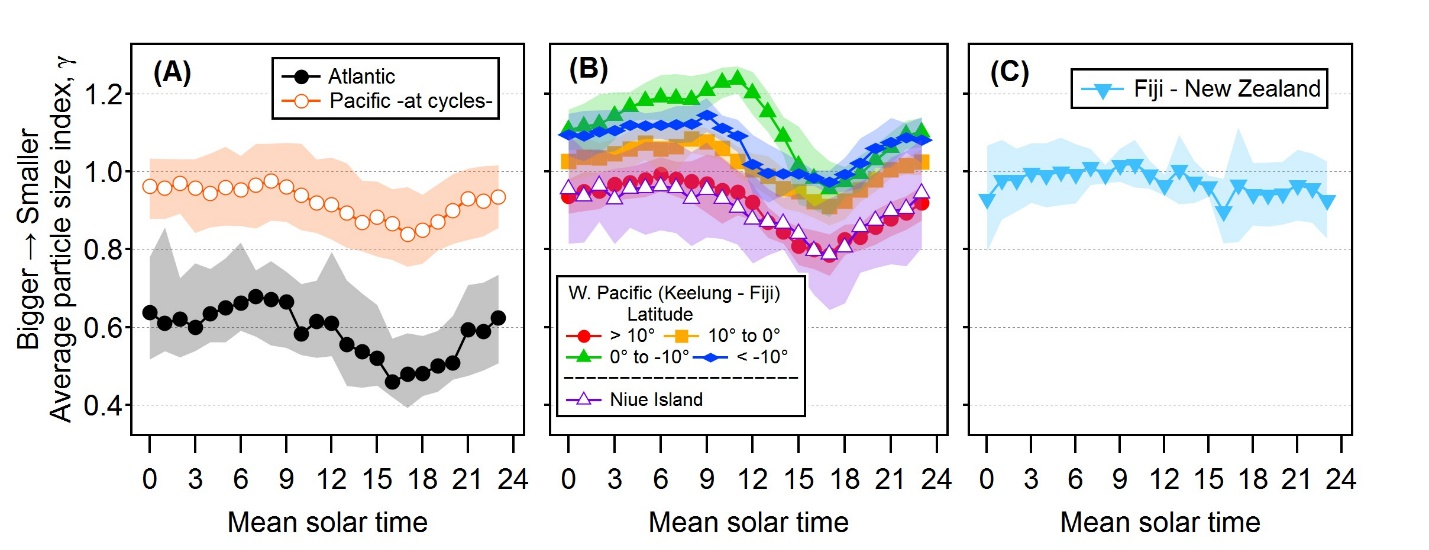 Bigger → Smaller
Average particle size index, γ
1.2
1.0
0.8
0.6
0.4
(A)
Atlantic
Pacific -at cycles-
0 3 6 9 12 15 18 21 24
Mean solar time
(B)
W. Pacific (Keelung - Fiji)
Latitude
> 10° 10° to 0°
0° to -10° < -10°
Niue Island
0 3 6 9 12 15 18 21 24
Mean solar time
(C)
Fiji - New Zealand
0 3 6 9 12 15 18 21 24
Mean solar time